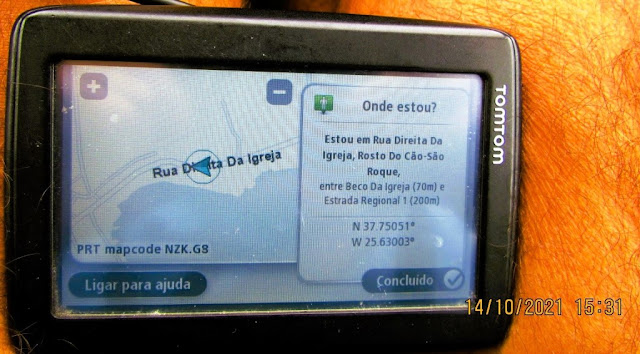 +
−
Onde estou?
Rua Direita Da Igreja
Estou em Rua Direita Da
Igreja, Rosto Do Cão-São
Roque,
entre Beco Da Igreja (70m) e
Estrada Regional 1 (200m)
N 37.75051°
W 25.63003°
PRT mapcode NZK.G8
Ligar para ajuda
Concluído
TOMTOM
14/10/2021 15:31